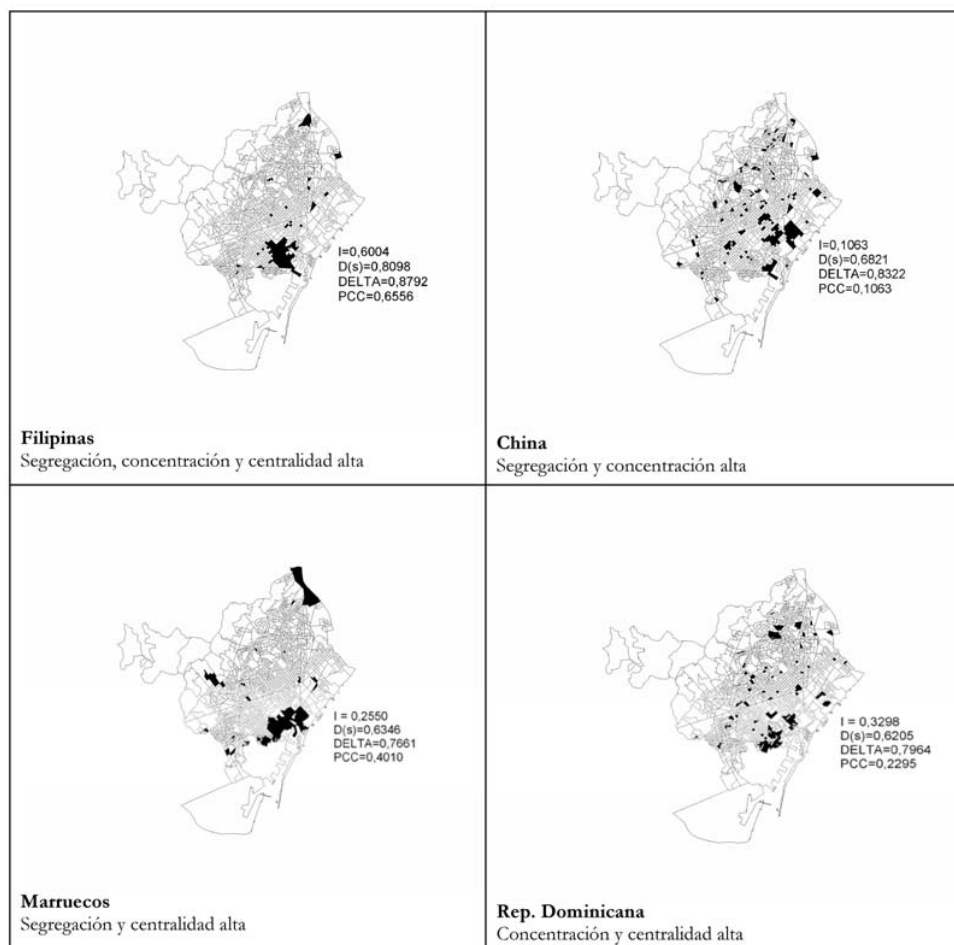 I=0,6004
D(s)=0,8098
DELTA=0,8792
PCC=0,6556
Filipinas
Segregación, concentración y centralidad alta
I=0,1063
D(s)=0,6821
DELTA=0,8322
PCC=0,1063
China
Segregación y concentración alta
I = 0,2550
D(s)=0,6346
DELTA=0,7661
PCC=0,4010
Marruecos
Segregación y centralidad alta
I = 0,3298
D(s)=0,6205
DELTA=0,7964
PCC=0,2295
Rep. Dominicana
Concentración y centralidad alta